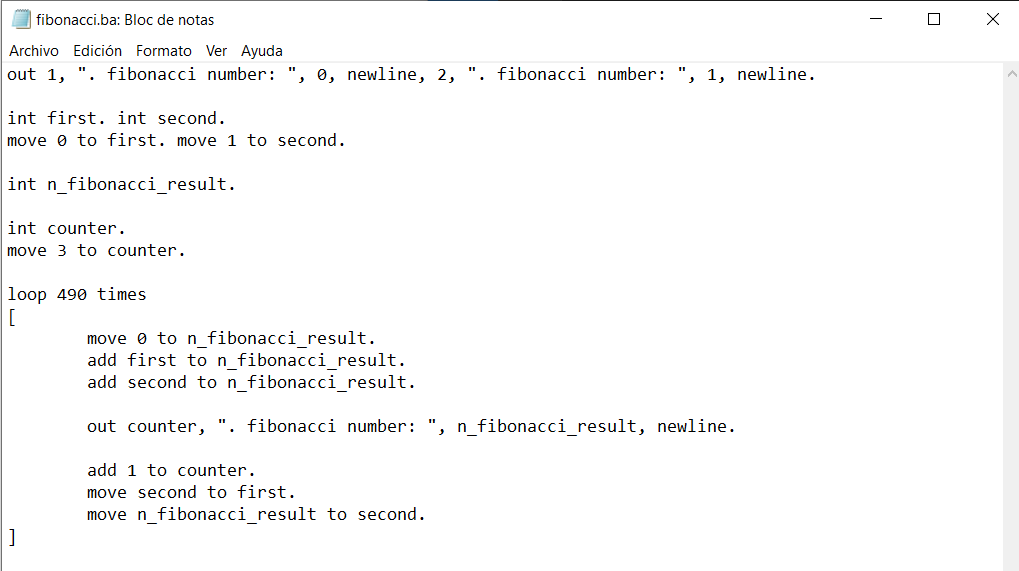 fibonacci.ba: Bloc de notas
Archivo Edición Formato Ver Ayuda
out 1, ". fibonacci number: ", 0, newline, 2, ". fibonacci number: ", 1, newline.
int first. int second.
move 0 to first. move 1 to second.
int n_fibonacci_result.
int counter.
move 3 to counter.
loop 490 times
[
move 0 to n_fibonacci_result.
add first to n_fibonacci_result.
add second to n_fibonacci_result.
out counter, ". fibonacci number: ", n_fibonacci_result, newline.
add 1 to counter.
move second to first.
move n_fibonacci_result to second.
]